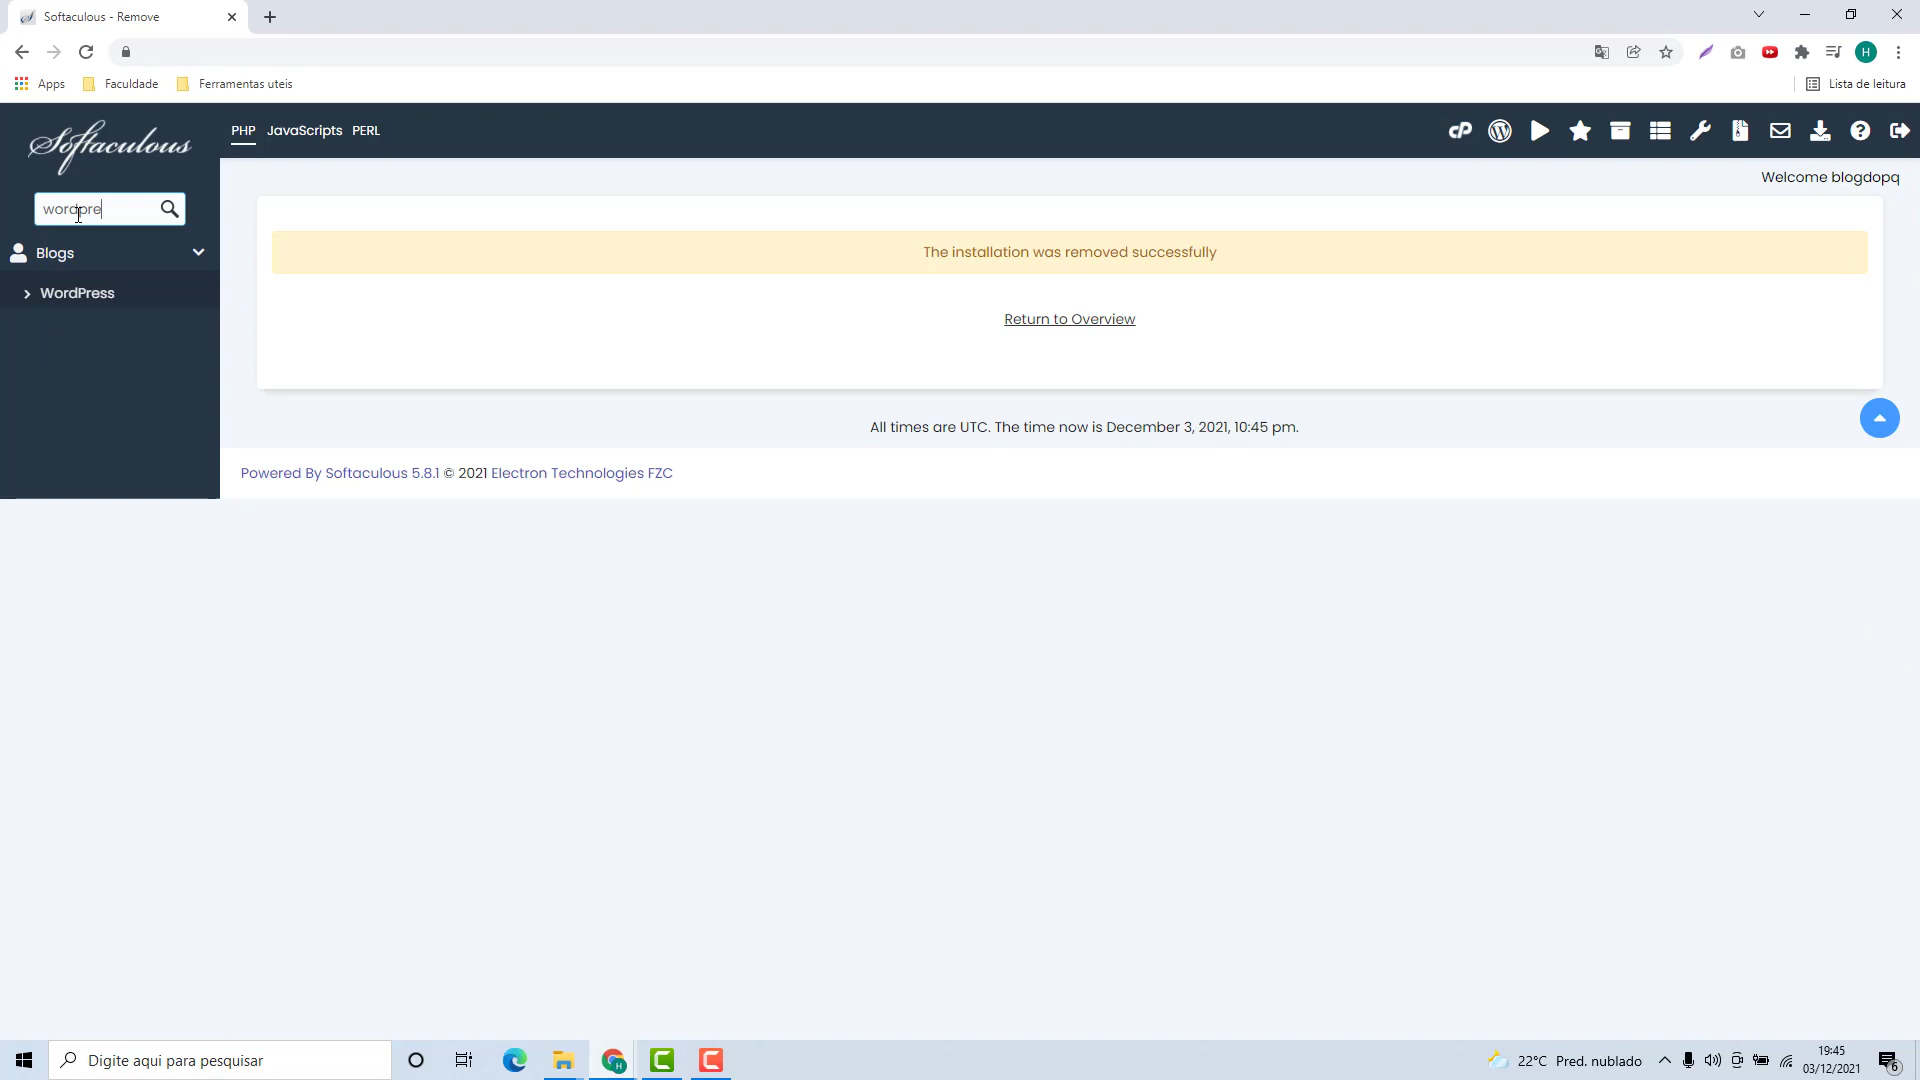 Softaculous - Remove
Apps
Faculdade
Ferramentas uteis
H
Lista de leitura
Softaculous
PHP
JavaScripts
PERL
cP
Welcome blogdopq
wordpre
Blogs
WordPress
The installation was removed successfully
Return to Overview
All times are UTC. The time now is December 3, 2021, 10:45 pm.
Powered By Softaculous 5.8.1 © 2021 Electron Technologies FZC
Digite aqui para pesquisar
22°C Pred. nublado
19:45
03/12/2021
6